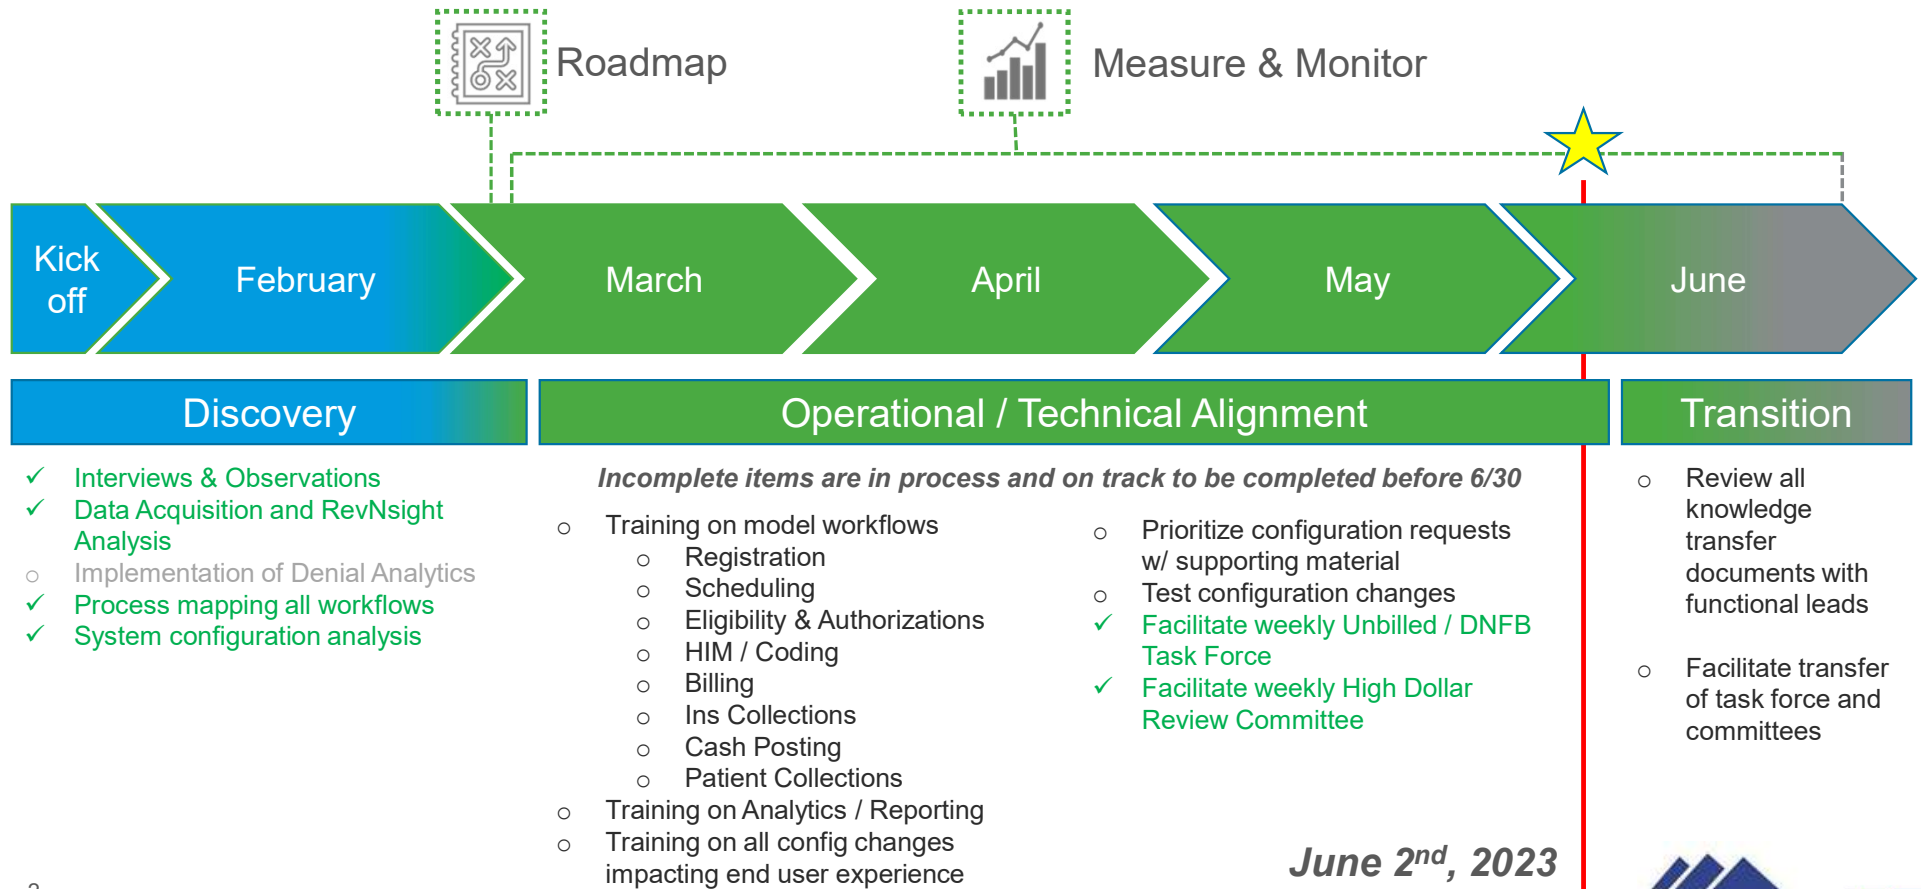 Roadmap
Measure & Monitor
Kick
off
February
March
April
May
June
Discovery
Operational / Technical Alignment
Transition
Interviews & Observations
Data Acquisition and RevNsight
Analysis
Implementation of Denial Analytics
Process mapping all workflows
System configuration analysis
Incomplete items are in process and on track to be completed before 6/30
Training on model workflows
Registration
Scheduling
Eligibility & Authorizations
HIM / Coding
Billing
Ins Collections
Cash Posting
Patient Collections
Training on Analytics / Reporting
Training on all config changes
impacting end user experience
Prioritize configuration requests
w/ supporting material
Test configuration changes
Facilitate weekly Unbilled / DNFB
Task Force
Facilitate weekly High Dollar
Review Committee
Review all
knowledge
transfer
documents with
functional leads
Facilitate transfer
of task force and
committees
June 2nd, 2023